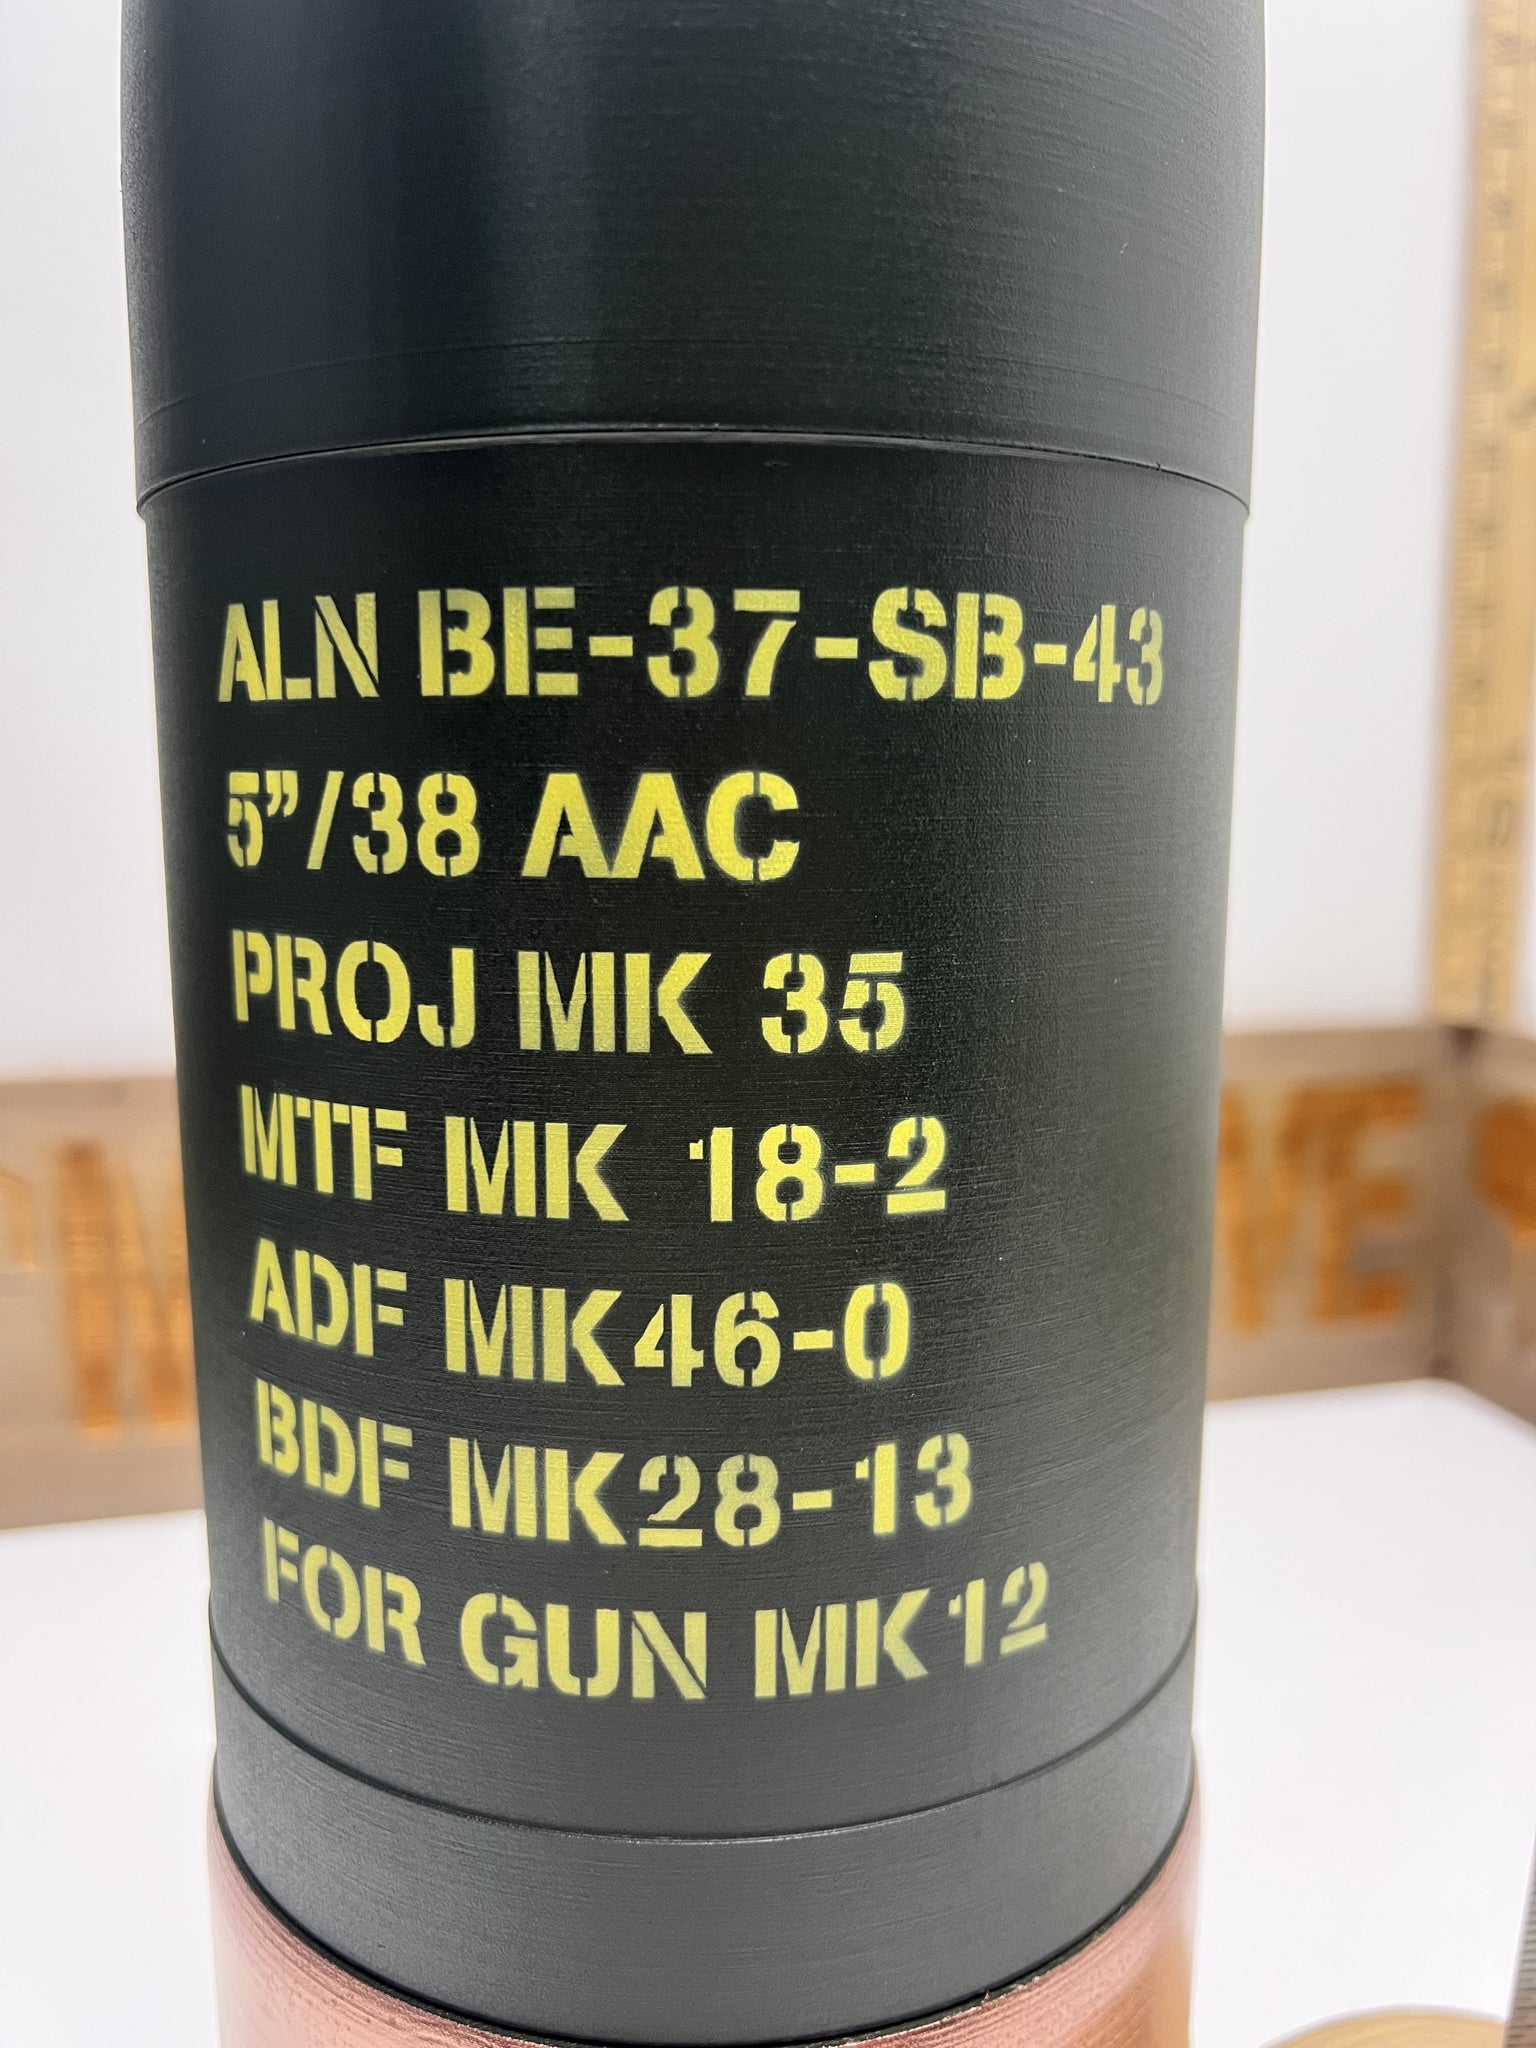 ALN BE-37-SB-43
5”/38 AAC
PROJ MK 35
MTF MK 18-2
ADF MK46-0
BDF MK28-13
FOR GUN MK12